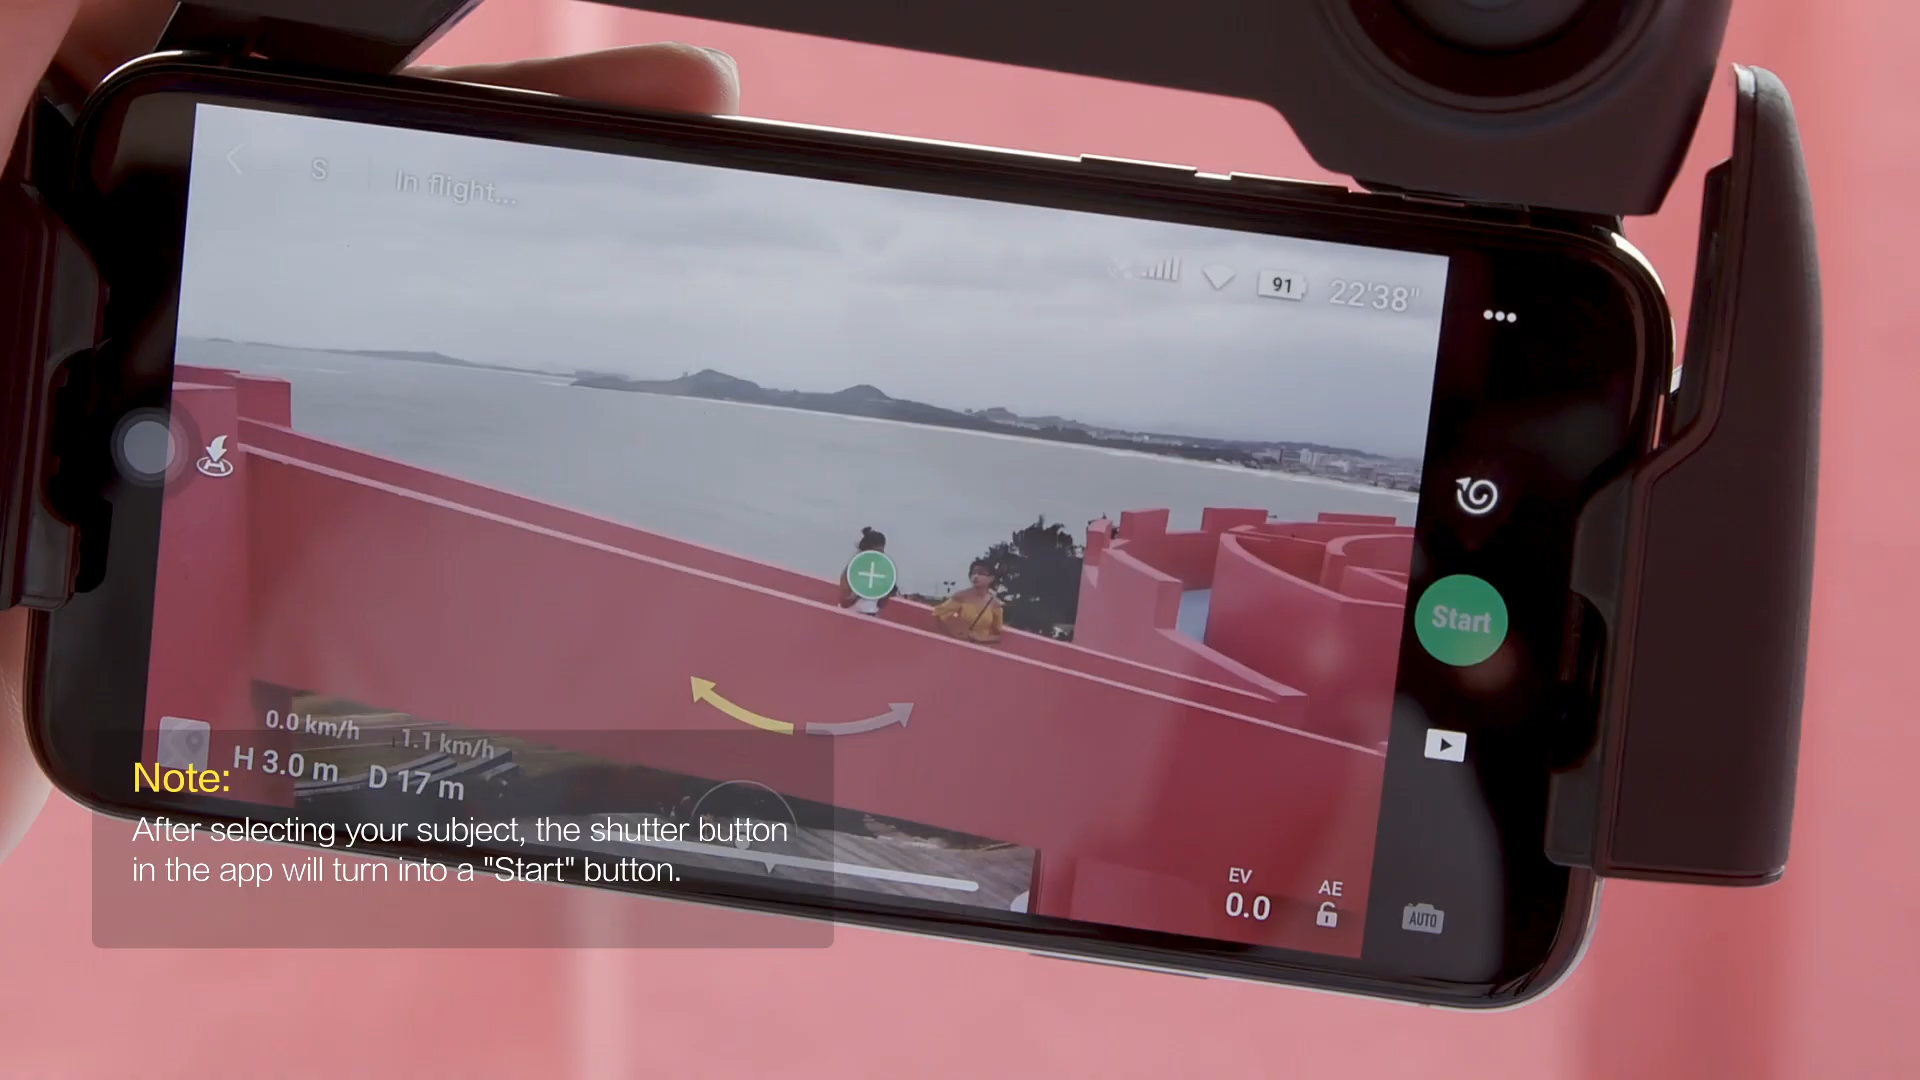 S
In flight...
91
22'38"
Start
0.0 km/h
1.1 km/h
H 3.0 m
D 17 m
Note:
After selecting your subject, the shutter button
in the app will turn into a "Start" button.
EV
0.0
AE
AUTO